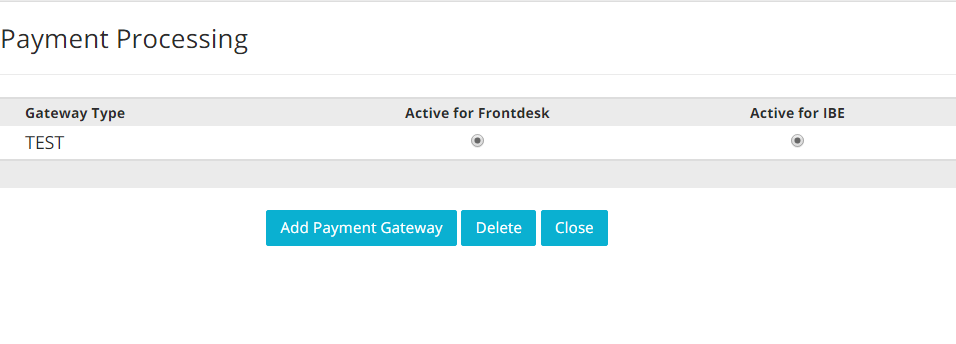 Payment Processing
Gateway Type Active for Frontdesk Active for IBE
TEST
Add Payment Gateway Delete Close